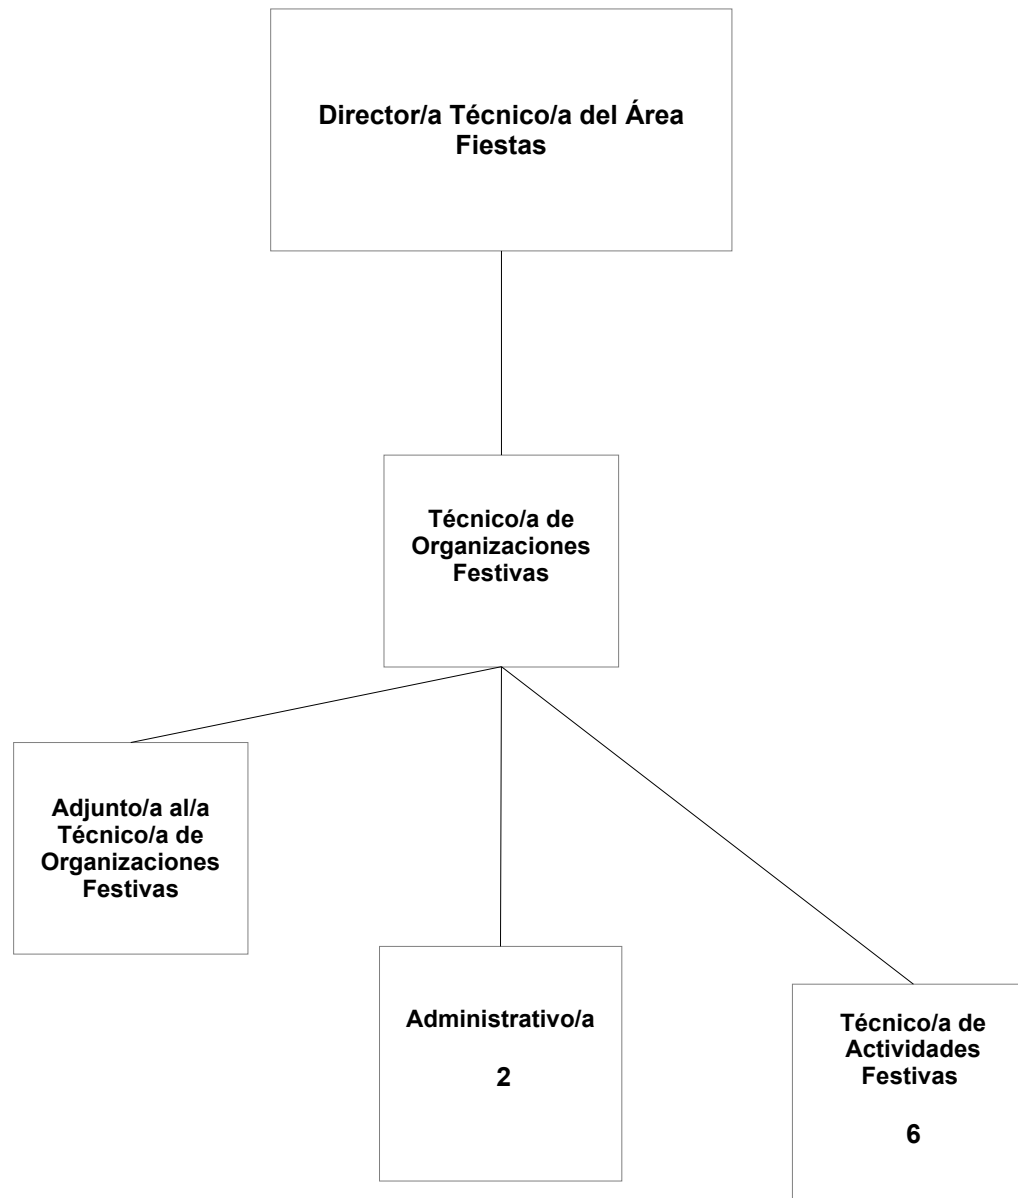 Director/a Técnico/a del Área
Fiestas
Técnico/a de
Organizaciones
Festivas
Adjunto/a al/a
Técnico/a de
Organizaciones
Festivas
Administrativo/a
2
Técnico/a de
Actividades
Festivas
6